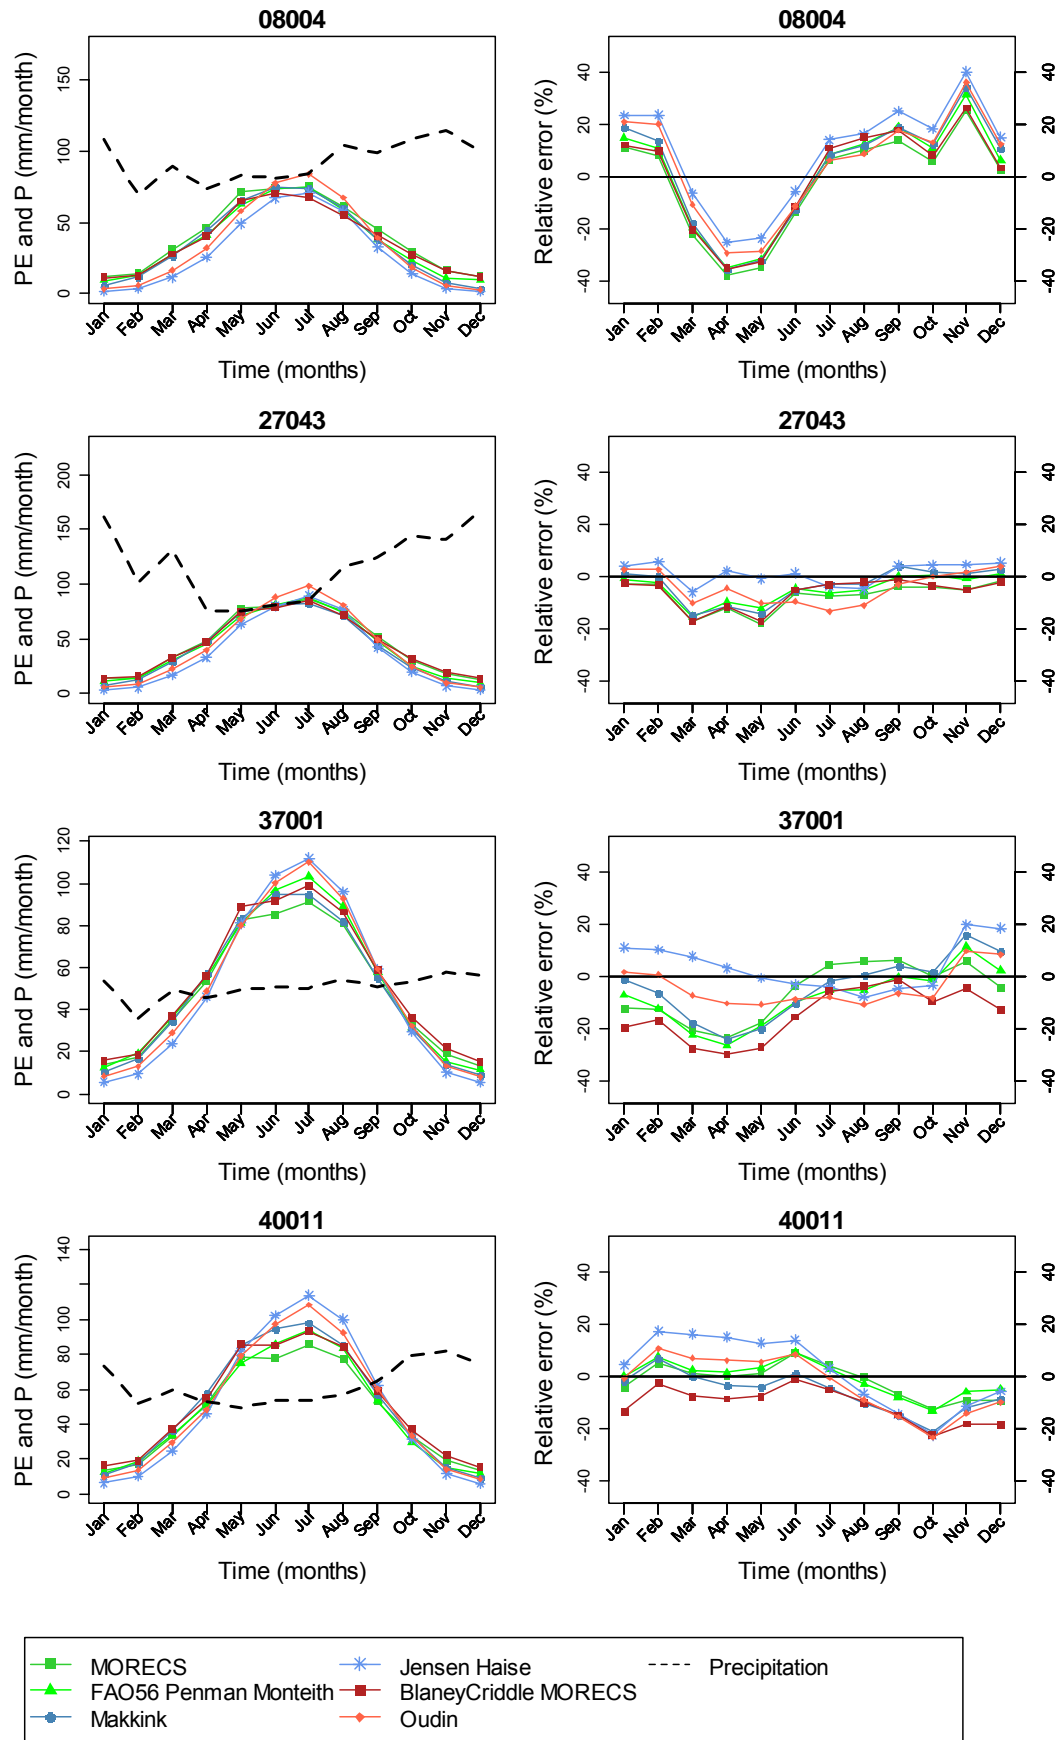 08004
PE and P (mm/month)
0 50 100 150
Jan Feb Mar Apr May Jun Jul Aug Sep Oct Nov Dec
Time (months)
08004
Relative error (%)
-40 -20 0 20 40
-40 -20 0 20 40
Jan Feb Mar Apr May Jun Jul Aug Sep Oct Nov Dec
Time (months)
27043
PE and P (mm/month)
0 50 100 150 200
Jan Feb Mar Apr May Jun Jul Aug Sep Oct Nov Dec
Time (months)
27043
Relative error (%)
-40 -20 0 20 40
-40 -20 0 20 40
Jan Feb Mar Apr May Jun Jul Aug Sep Oct Nov Dec
Time (months)
37001
PE and P (mm/month)
0 20 40 60 80 100 120
Jan Feb Mar Apr May Jun Jul Aug Sep Oct Nov Dec
Time (months)
37001
Relative error (%)
-40 -20 0 20 40
-40 -20 0 20 40
Jan Feb Mar Apr May Jun Jul Aug Sep Oct Nov Dec
Time (months)
40011
PE and P (mm/month)
0 20 40 60 80 100 140
Jan Feb Mar Apr May Jun Jul Aug Sep Oct Nov Dec
Time (months)
40011
Relative error (%)
-40 -20 0 20 40
-40 -20 0 20 40
Jan Feb Mar Apr May Jun Jul Aug Sep Oct Nov Dec
Time (months)
MORECS
FAO56 Penman Monteith
Makkink
Jensen Haise
BlaneyCriddle MORECS
Oudin
Precipitation